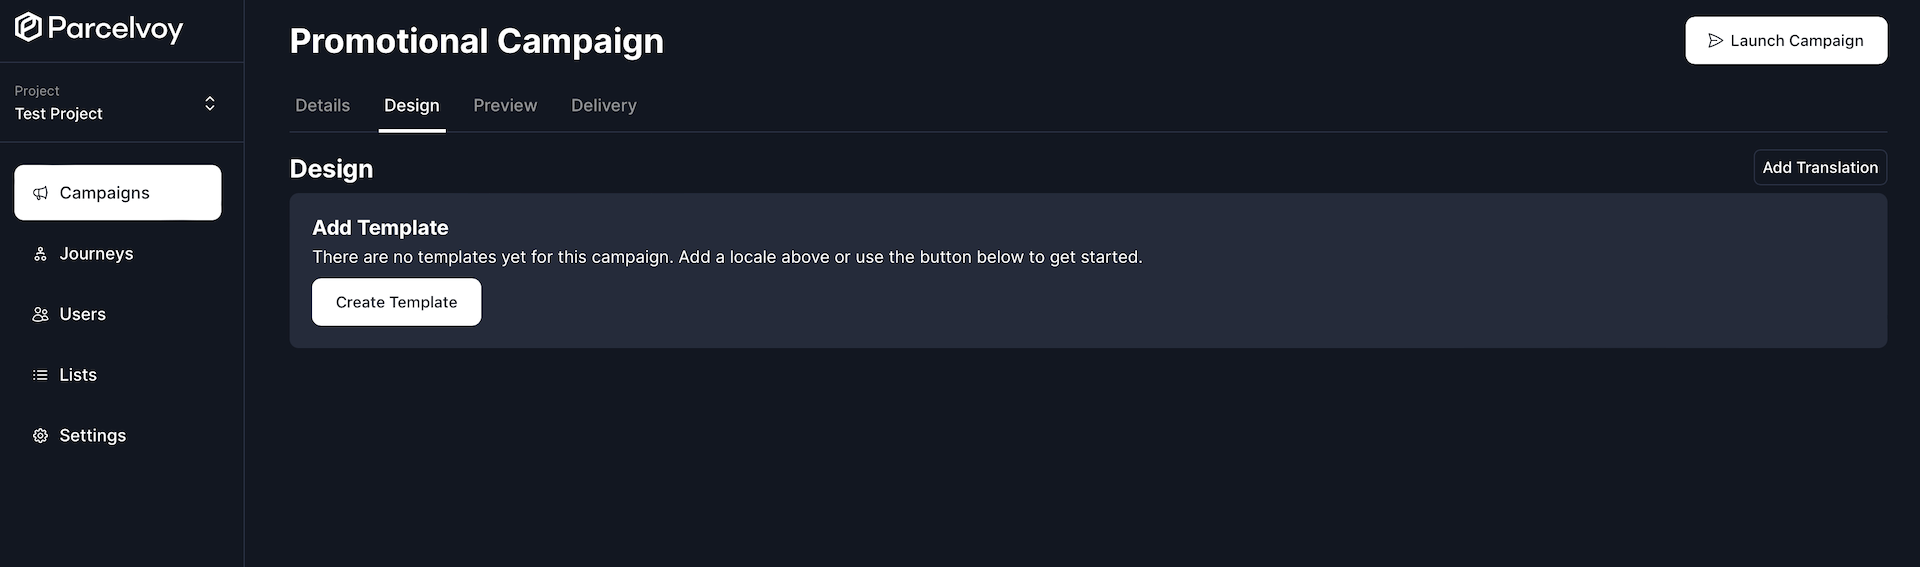 Parcelvoy
Project
Test Project
Campaigns
Journeys
Users
Lists
Settings
Promotional Campaign
Launch Campaign
Details Design Preview Delivery
Design
Add Translation
Add Template
There are no templates yet for this campaign. Add a locale above or use the button below to get started.
Create Template